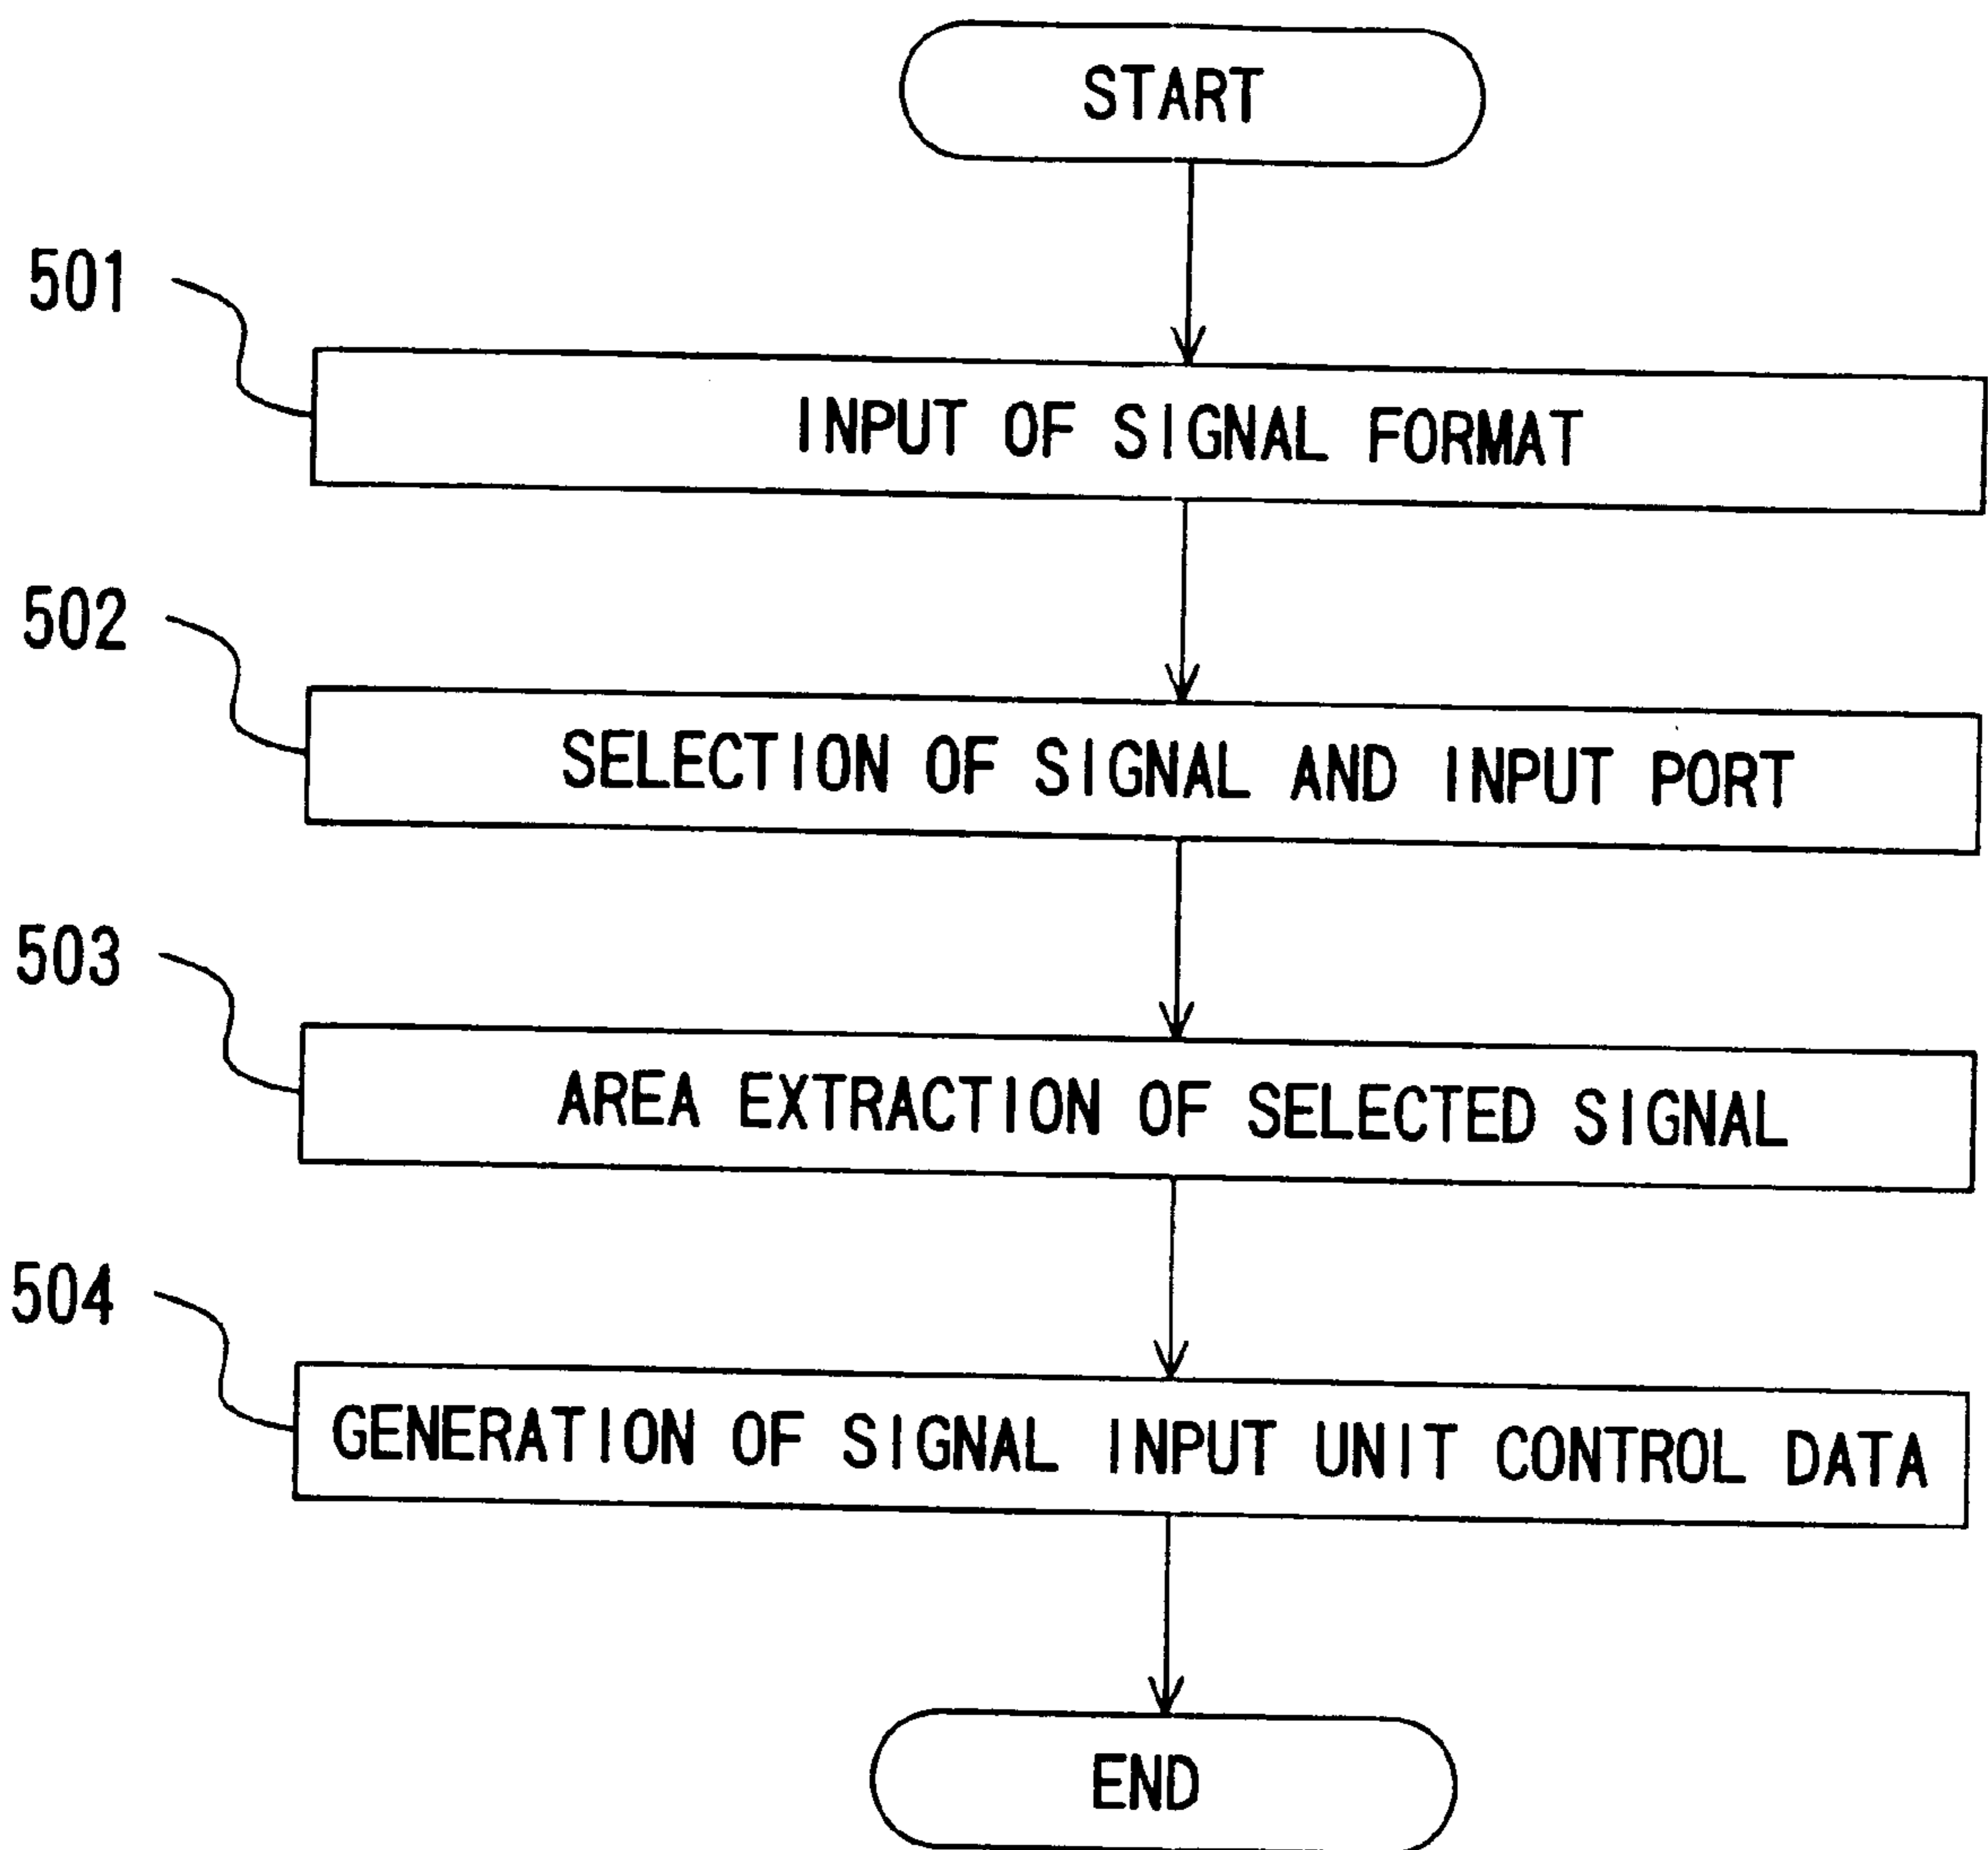 START
501
INPUT OF SIGNAL FORMAT
502
SELECTION OF SIGNAL AND INPUT PORT
503
AREA EXTRACTION OF SELECTED SIGNAL
504
GENERATION OF SIGNAL INPUT UNIT CONTROL DATA
END